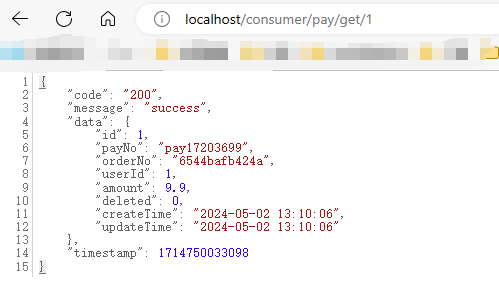 localhost/consumer/pay/get/1
1 {
2 "code": "200",
3 "message": "success",
4 "data": {
5 "id": 1,
6 "payNo": "pay17203699",
7 "orderNo": "6544bafb424a",
8 "userId": 1,
9 "amount": 9.9,
10 "deleted": 0,
11 "createTime": "2024-05-02 13:10:06",
12 "updateTime": "2024-05-02 13:10:06"
13 },
14 "timestamp": 1714750033098
15 }